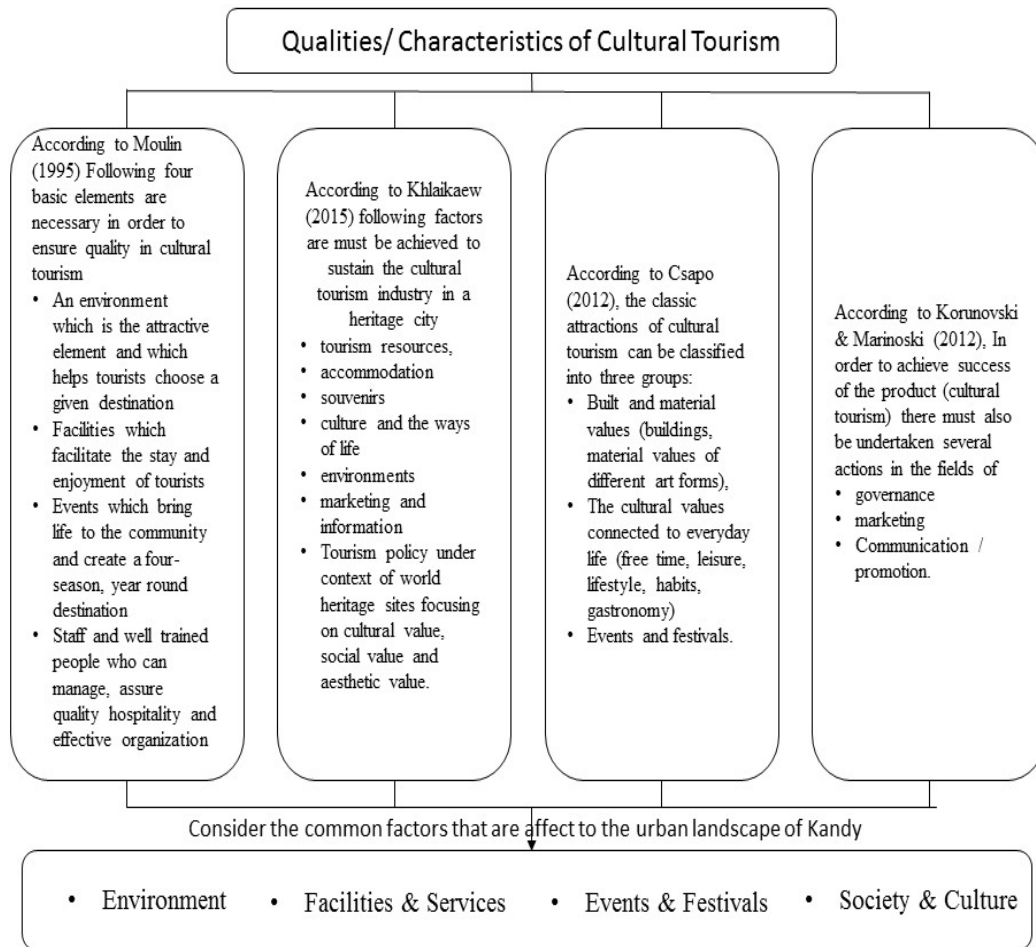 Qualities/ Characteristics of Cultural Tourism
According to Moulin
(1995) Following four
basic elements are
necessary in order to
ensure quality in cultural
tourism
• An environment
which is the attractive
element and which
helps tourists choose a
given destination
• Facilities which
facilitate the stay and
enjoyment of tourists
• Events which bring
life to the community
and create a four-
season, year round
destination
• Staff and well trained
people who can
manage, assure
quality hospitality and
effective organization
According to Khlaikaew
(2015) following factors
are must be achieved to
sustain the cultural
tourism industry in a
heritage city
• tourism resources,
• accommodation
• souvenirs
• culture and the ways
of life
• environments
• marketing and
information
• Tourism policy under
context of world
heritage sites focusing
on cultural value,
social value and
aesthetic value.
According to Csapo
(2012), the classic
attractions of cultural
tourism can be classified
into three groups:
• Built and material
values (buildings,
material values of
different art forms),
• The cultural values
connected to everyday
life (free time, leisure,
lifestyle, habits,
gastronomy)
• Events and festivals.
According to Korunovski
& Marinoski (2012), In
order to achieve success
of the product (cultural
tourism) there must also
be undertaken several
actions in the fields of
• governance
• marketing
• Communication /
promotion.
Consider the common factors that are affect to the urban landscape of Kandy
• Environment • Facilities & Services • Events & Festivals • Society & Culture